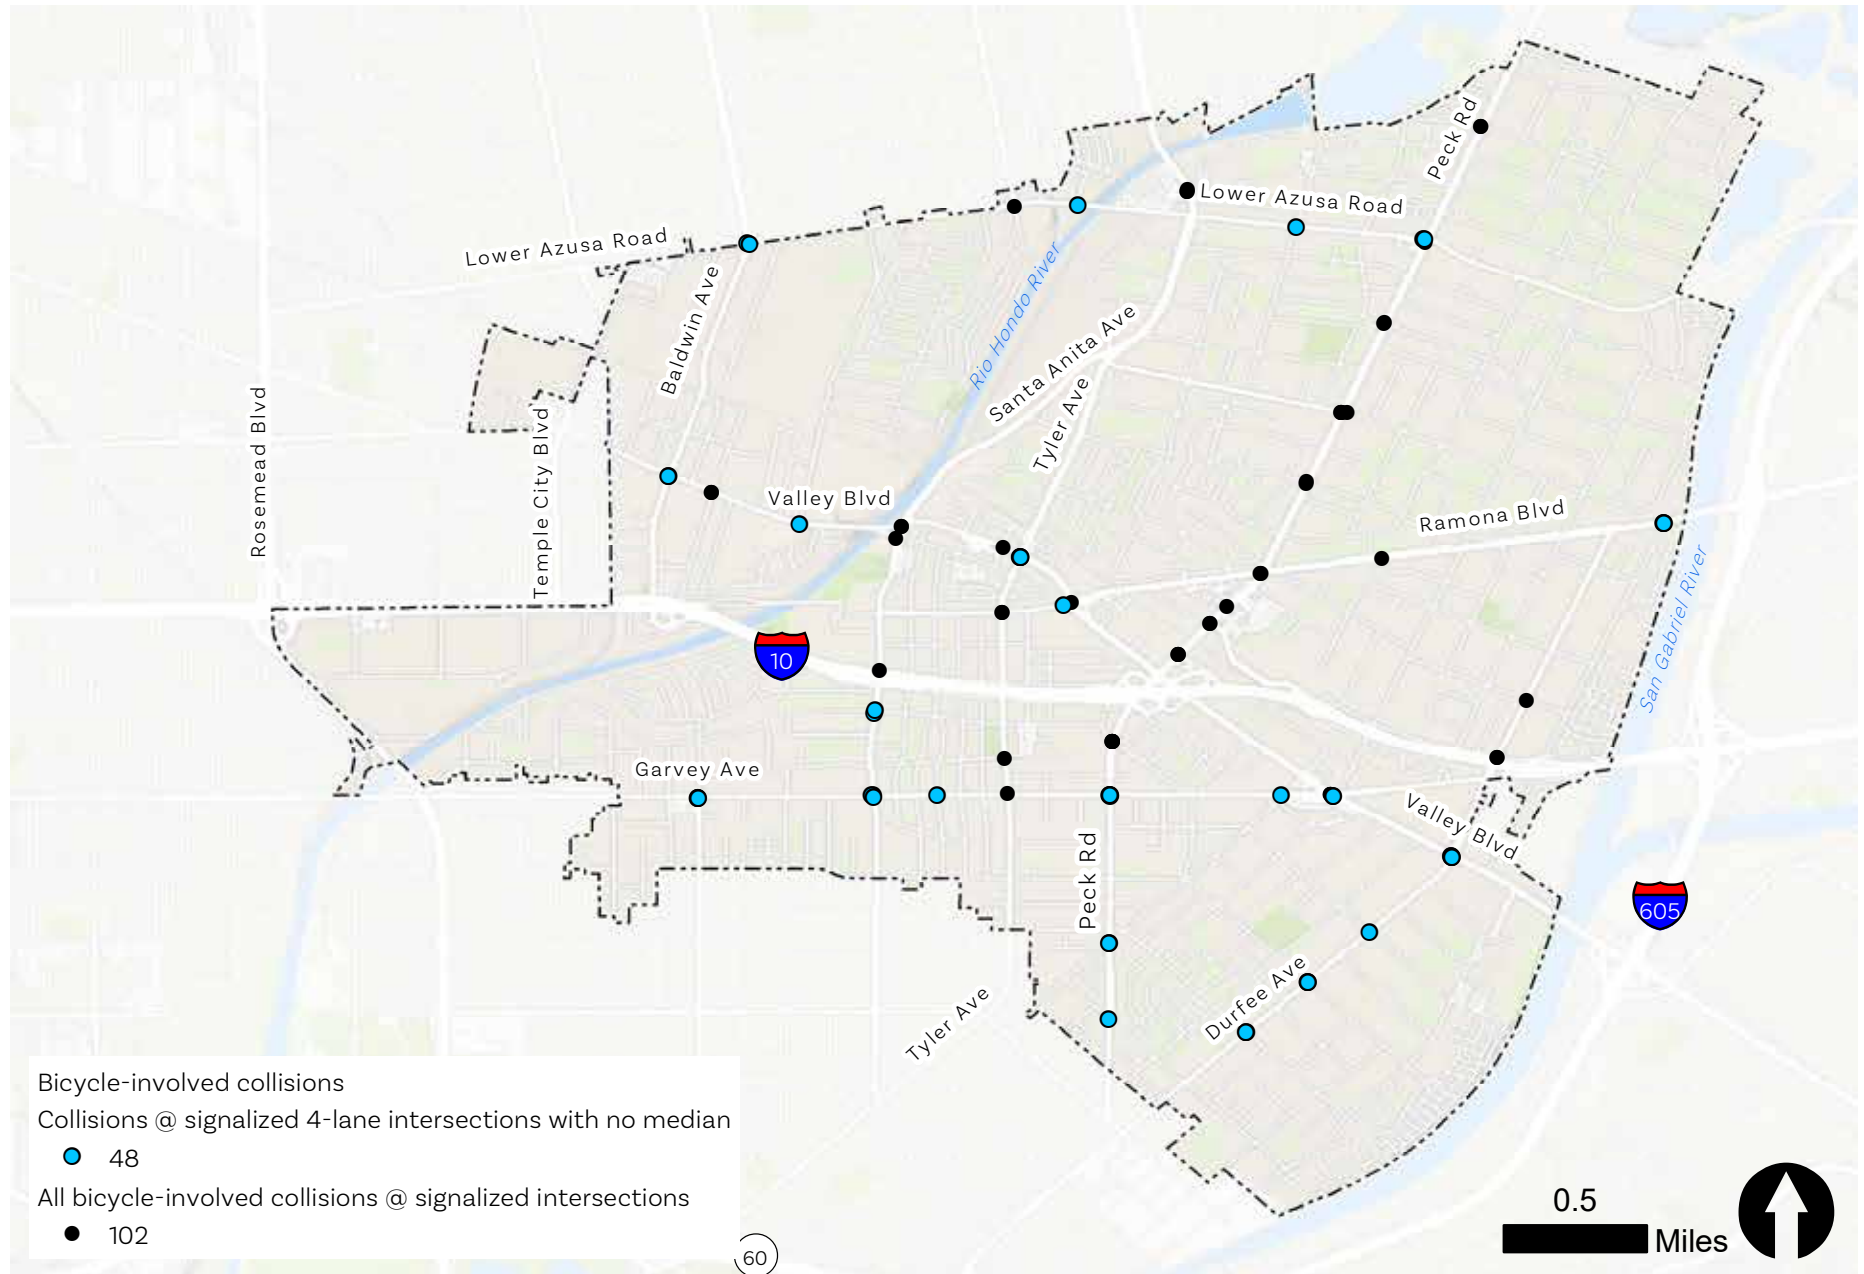 Peck Rd
Lower Azusa Road
Lower Azusa Road
Baldwin Ave
Rio Hondo River
Santa Anita Ave
Tyler Ave
Rosemead Blvd
Temple City Blvd
Valley Blvd
Ramona Blvd
San Gabriel River
10
Garvey Ave
Valley Blvd
Peck Rd
605
Durfee Ave
Tyler Ave
Bicycle-involved collisions
Collisions @ signalized 4-lane intersections with no median
48
All bicycle-involved collisions @ signalized intersections
102
60
0.5
Miles